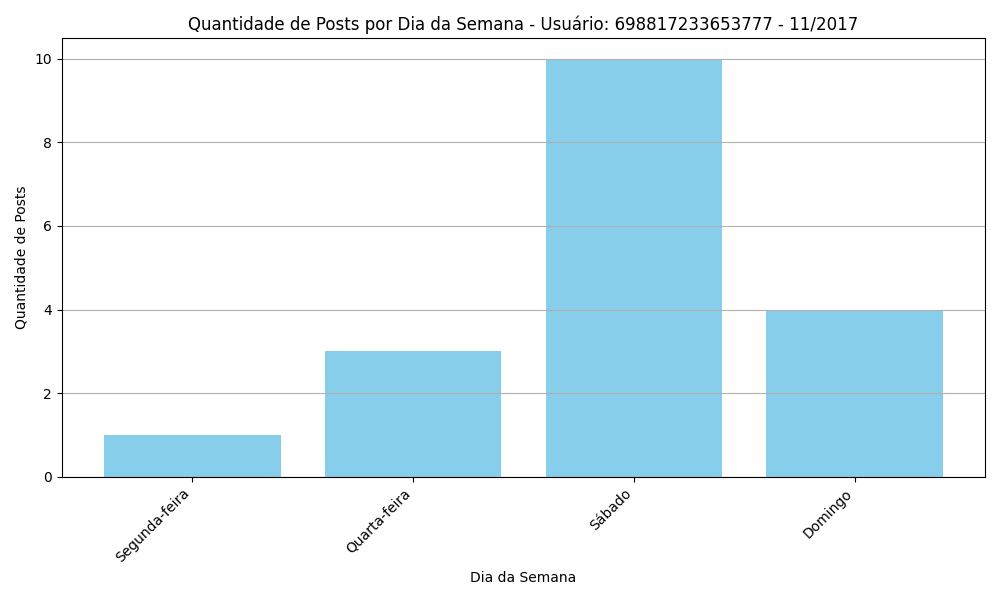 Quantidade de Posts por Dia da Semana - Usuário: 698817233653777 - 11/2017
Quantidade de Posts
10
8
6
4
2
0
Segunda-feira
Quarta-feira
Sábado
Domingo
Dia da Semana